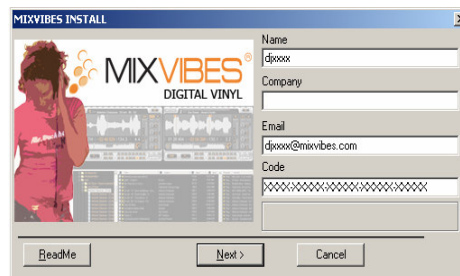 MIXVIBES INSTALL
MIXVIBES®
DIGITAL VINYL
Name
djxxxx
Company
Email
djxxxx@mixvibes.com
Code
XXXX-XXXXX-XXXXX-XXXXX-XXXXX
ReadMe
Next >
Cancel